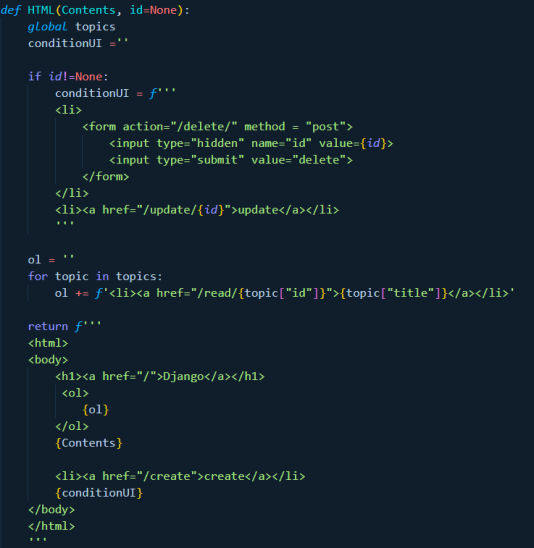 def HTML(Contents, id=None):
    global topics
    conditionUI =''

    if id!=None:
        conditionUI = f'''
        <li>
            <form action="/delete/" method = "post">
                <input type="hidden" name="id" value={id}>
                <input type="submit" value="delete">
            </form>
        </li>
        <li><a href="/update/{id}">update</a></li>
        '''

    ol = ''
    for topic in topics:
        ol += f'<li><a href="/read/{topic["id"]}">{topic["title"]}</a></li>'

    return f'''
    <html>
    <body>
        <h1><a href="/">Django</a></h1>
         <ol>
            {ol}
        </ol>
        {Contents}

        <li><a href="/create">create</a></li>
        {conditionUI}
    </body>
    </html>
    '''